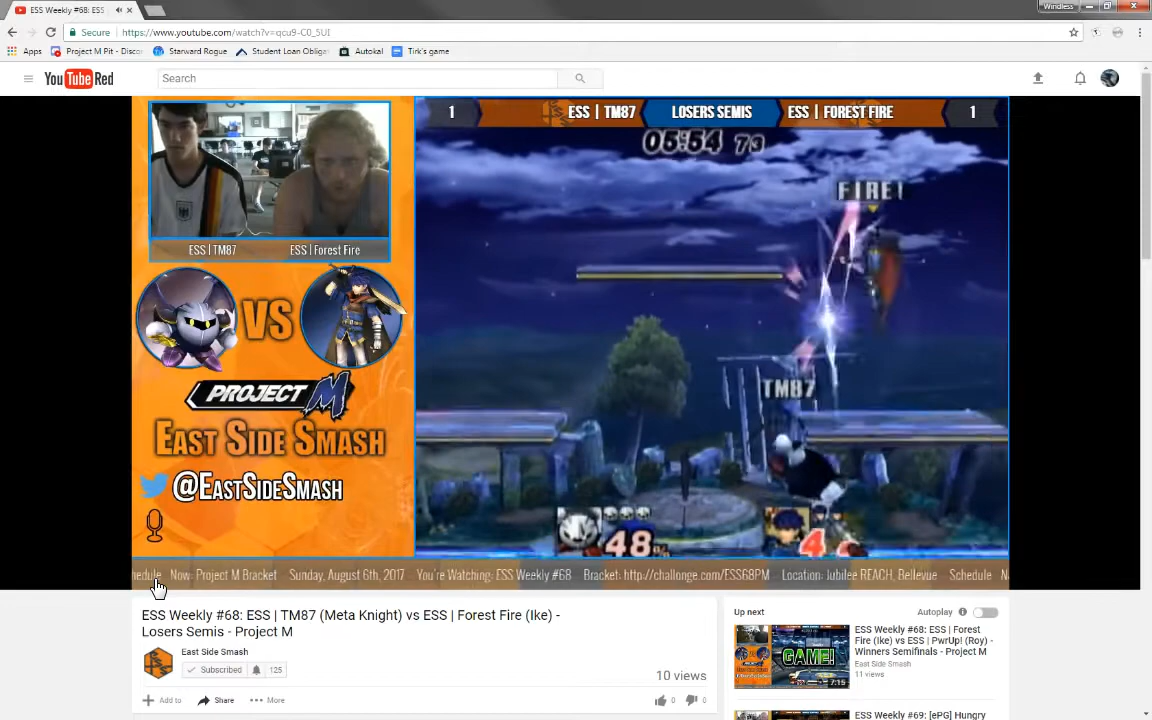 ESS Weekly #68: ESS
Windless
Secure
https://www.youtube.com/watch?v=qcu9-C0_5UI
Apps
Project M Pit - Discor
Starward Rogue
Student Loan Obliga
Autokal
Tirk's game
YouTube Red
Search
1
ESS | TM87
LOSERS SEMIS
ESS | FOREST FIRE
1
05:54 73
FIRE!
ESS | TM87
ESS | Forest Fire
VS
TM87
PROJECT M
EAST SIDE SMASH
@EASTSIDESMASH
48%
4
hedule Now: Project M Bracket Sunday, August 6th, 2017 You're Watching: ESS Weekly #68 Bracket: http://challonge.com/ESS68PM Location: Jubilee REACH, Bellevue Schedule N
ESS Weekly #68: ESS | TM87 (Meta Knight) vs ESS | Forest Fire (Ike) -
Losers Semis - Project M
East Side Smash
Subscribed
125
10 views
Add to
Share
More
0
0
Up next
Autoplay
GAME!
7:15
ESS Weekly #68: ESS | Forest
Fire (Ike) vs ESS | PwrUp! (Roy) -
Winners Semifinals - Project M
East Side Smash
11 views
ESS Weekly #69: [ePG] Hungry